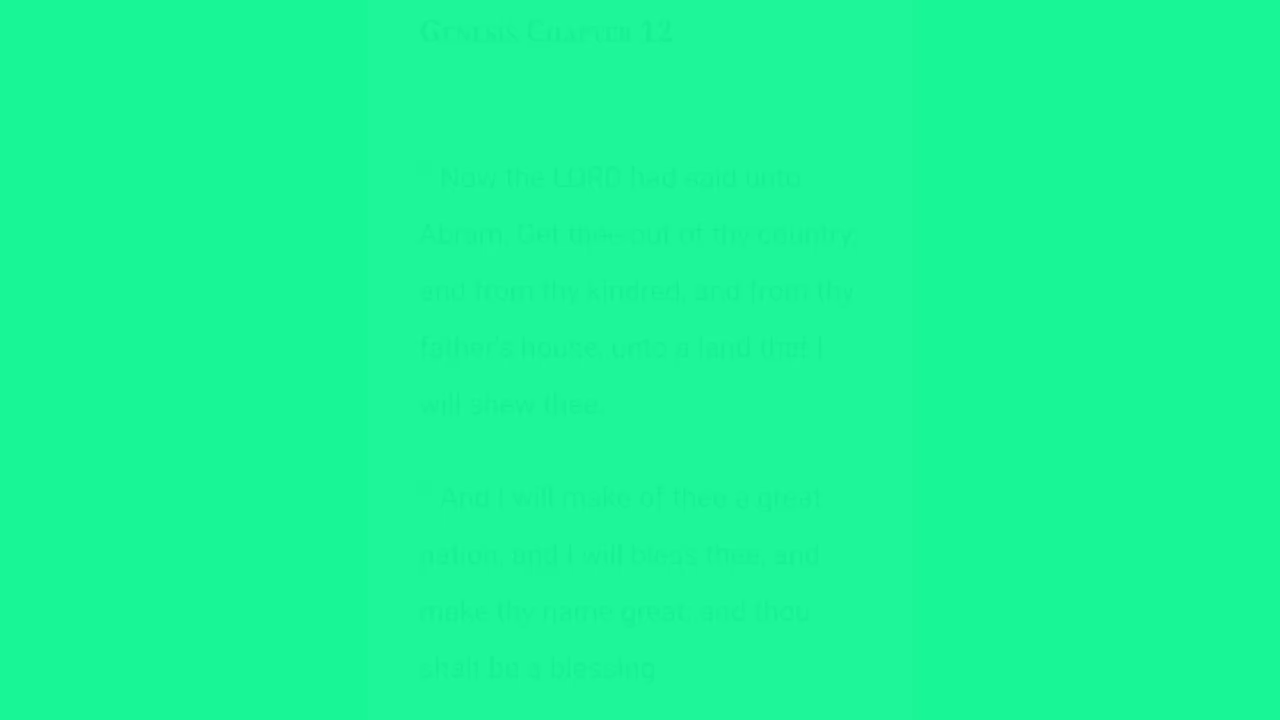 Genesis Chapter 12
Now the LORD had said unto
Abram, Get thee out of thy country,
and from thy kindred, and from thy
father's house, unto a land that I
will shew thee.
And I will make of thee a great
nation, and I will bless thee, and
make thy name great, and thou
shalt be a blessing